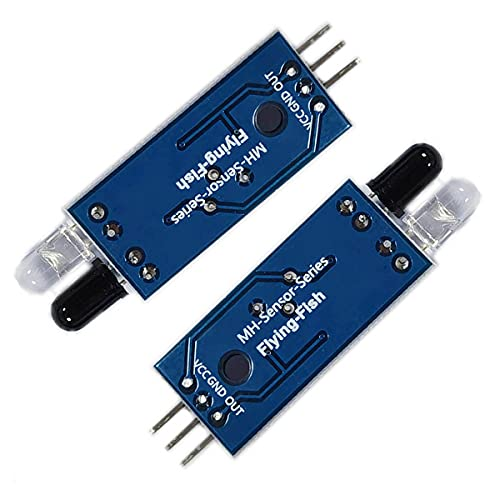 VCC GND OUT
MH-Sensor-Series
Flying-Fish
MH-Sensor-Series
Flying-Fish
VCC GND OUT